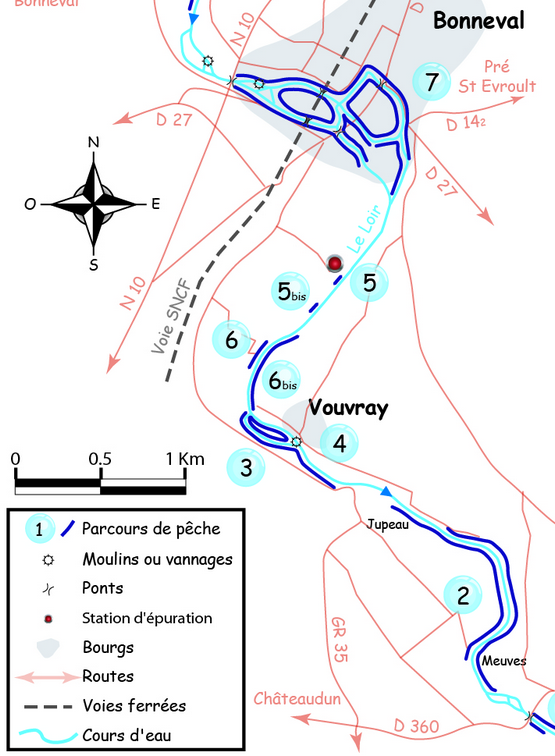 Bonneval
N 10
D
Bonneval
7
Pré
St Evroult
D 14²
D 27
D 27
N
O
E
S
Le Loir
N 10
Voie SNCF
5bis
5
6
6bis
Vouvray
4
3
0 0.5 1 Km
Jupeau
2
GR 35
Meuves
Châteaudun
D 360
1 Parcours de pêche
Moulins ou vannages
Ponts
Station d'épuration
Bourgs
Routes
Voies ferrées
Cours d'eau